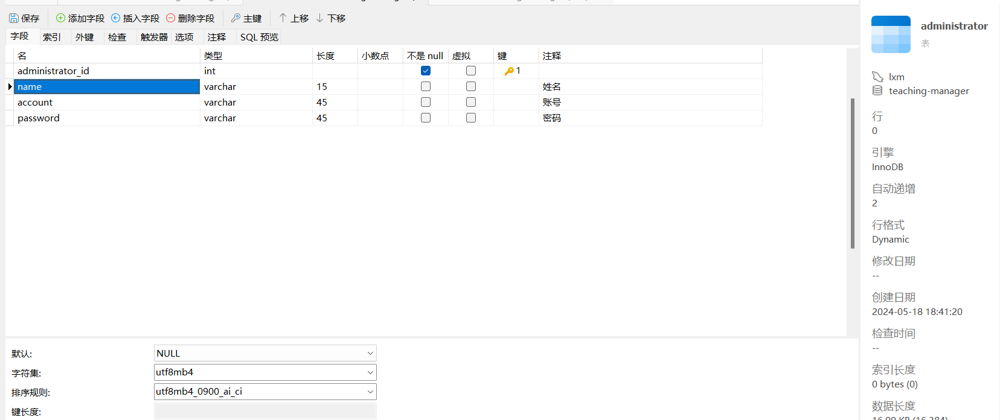 保存 添加字段 插入字段 删除字段 主键 上移 下移
字段 索引 外键 检查 触发器 选项 注释 SQL 预览
名 类型 长度 小数点 不是 null 虚拟 键 注释
administrator_id int 1
name varchar 15 姓名
account varchar 45 账号
password varchar 45 密码
默认: NULL
字符集: utf8mb4
排序规则: utf8mb4_0900_ai_ci
键长度:
administrator
表
lxm
teaching-manager
行
0
引擎
InnoDB
自动递增
2
行格式
Dynamic
修改日期
--
创建日期
2024-05-18 18:41:20
检查时间
--
索引长度
0 bytes (0)
数据长度
16.00 KB (16,384)